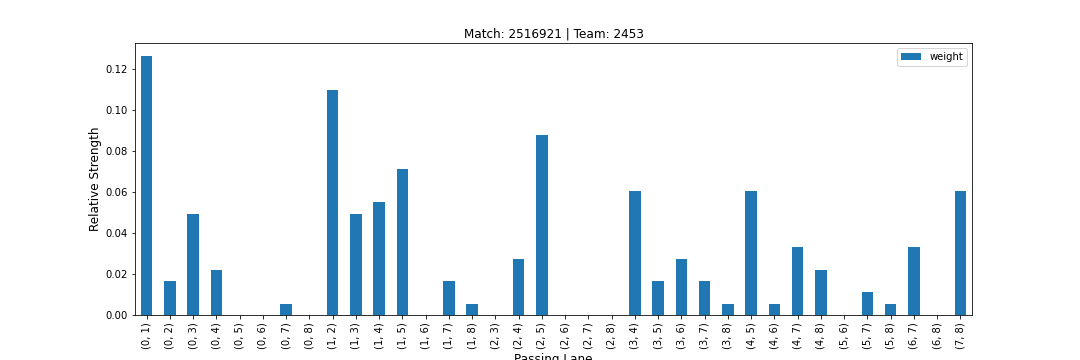 Match: 2516921 | Team: 2453
weight
Relative Strength
0.12
0.10
0.08
0.06
0.04
0.02
0.00
(0, 1) (0, 2) (0, 3) (0, 4) (0, 5) (0, 6) (0, 7) (0, 8) (1, 2) (1, 3) (1, 4) (1, 5) (1, 6) (1, 7) (1, 8) (2, 3) (2, 4) (2, 5) (2, 6) (2, 7) (2, 8) (3, 4) (3, 5) (3, 6) (3, 7) (3, 8) (4, 5) (4, 6) (4, 7) (4, 8) (5, 6) (5, 7) (5, 8) (6, 7) (6, 8) (7, 8)
Passing Lane